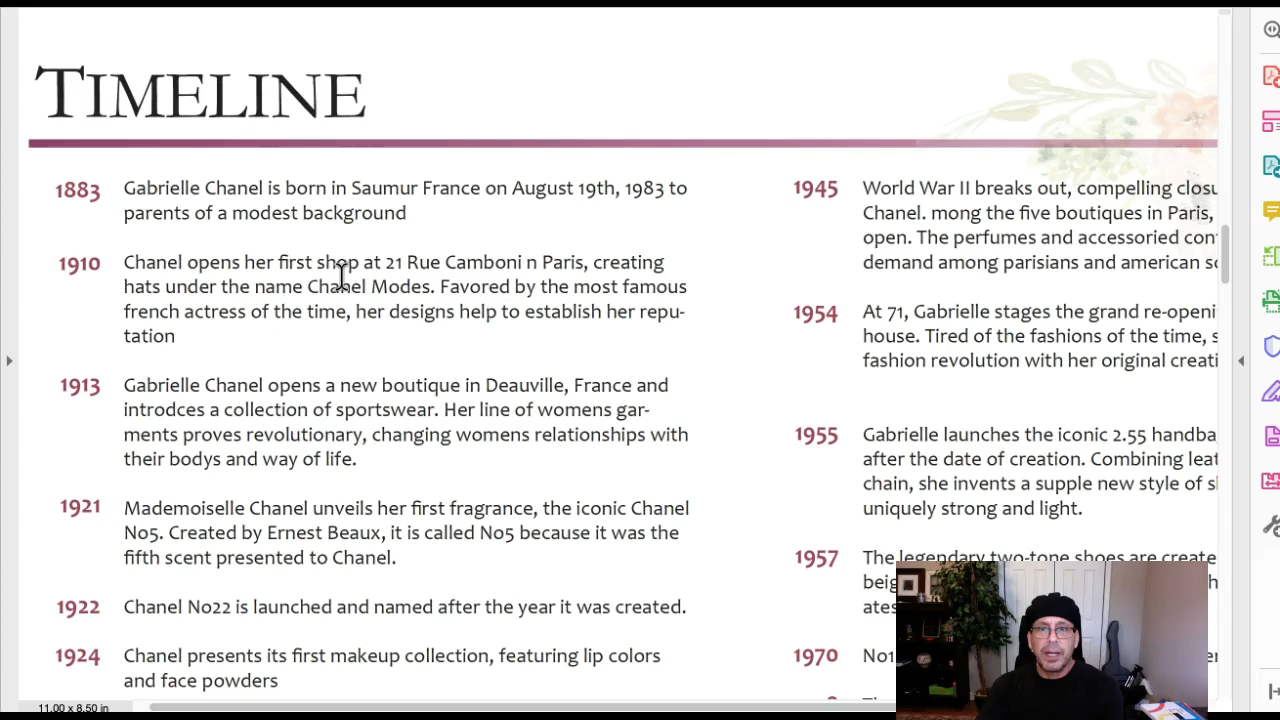 TIMELINE
1883 Gabrielle Chanel is born in Saumur France on August 19th, 1983 to
parents of a modest background
1910 Chanel opens her first shop at 21 Rue Camboni n Paris, creating
hats under the name Chanel Modes. Favored by the most famous
french actress of the time, her designs help to establish her repu-
tation
1913 Gabrielle Chanel opens a new boutique in Deauville, France and
introdces a collection of sportswear. Her line of womens gar-
ments proves revolutionary, changing womens relationships with
their bodys and way of life.
1921 Mademoiselle Chanel unveils her first fragrance, the iconic Chanel
No5. Created by Ernest Beaux, it is called No5 because it was the
fifth scent presented to Chanel.
1922 Chanel No22 is launched and named after the year it was created.
1924 Chanel presents its first makeup collection, featuring lip colors
and face powders
1945 World War II breaks out, compelling
Chanel. mong the five boutiques in Paris,
open. The perfumes and accessoried
demand among parisians and american
1954 At 71, Gabrielle stages the grand
house. Tired of the fashions of the time,
fashion revolution with her original
1955 Gabrielle launches the iconic 2.55
after the date of creation. Combining
chain, she invents a supple new style of
uniquely strong and light.
1957 The legendary two-tone shoes are
1970
11.00 x 8.50 in